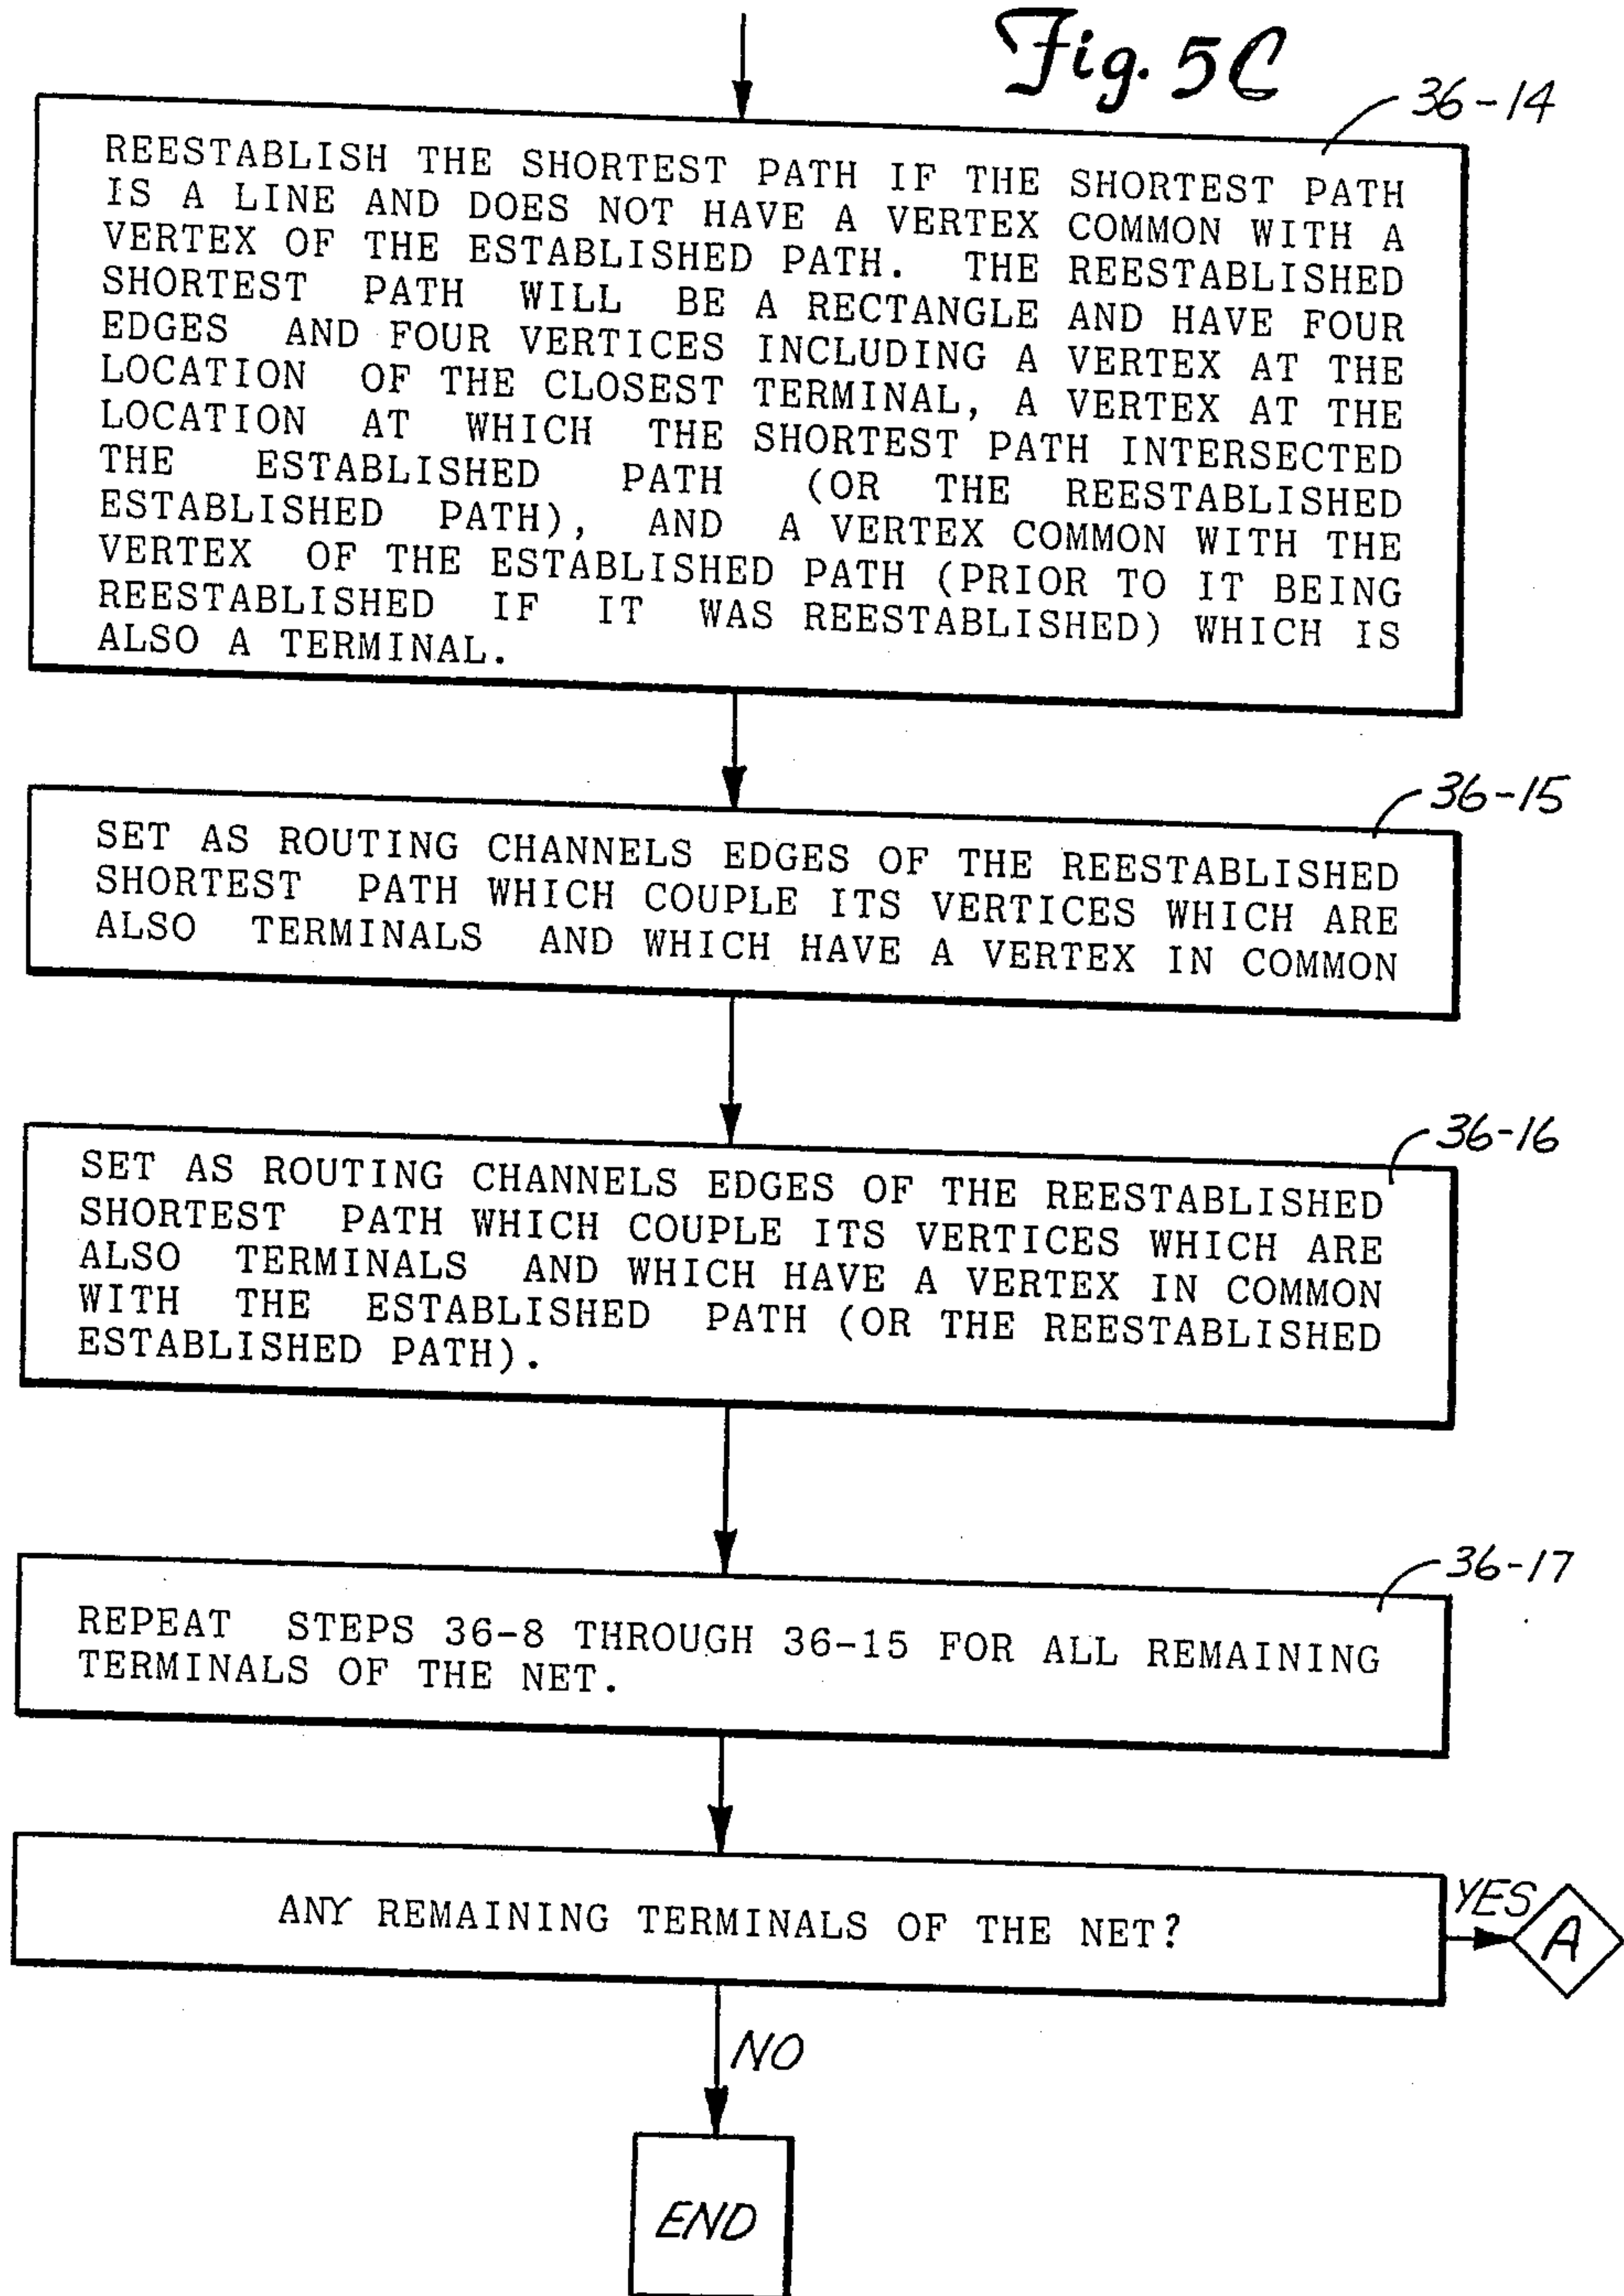 Fig. 5C
36-14
REESTABLISH THE SHORTEST PATH IF THE SHORTEST PATH
IS A LINE AND DOES NOT HAVE A VERTEX COMMON WITH A
VERTEX OF THE ESTABLISHED PATH. THE REESTABLISHED
SHORTEST PATH WILL BE A RECTANGLE AND HAVE FOUR
EDGES AND FOUR VERTICES INCLUDING A VERTEX AT THE
LOCATION OF THE CLOSEST TERMINAL, A VERTEX AT THE
LOCATION AT WHICH THE SHORTEST PATH INTERSECTED
THE ESTABLISHED PATH (OR THE REESTABLISHED
ESTABLISHED PATH), AND A VERTEX COMMON WITH THE
VERTEX OF THE ESTABLISHED PATH (PRIOR TO IT BEING
REESTABLISHED IF IT WAS REESTABLISHED) WHICH IS
ALSO A TERMINAL.
36-15
SET AS ROUTING CHANNELS EDGES OF THE REESTABLISHED
SHORTEST PATH WHICH COUPLE ITS VERTICES WHICH ARE
ALSO TERMINALS AND WHICH HAVE A VERTEX IN COMMON
36-16
SET AS ROUTING CHANNELS EDGES OF THE REESTABLISHED
SHORTEST PATH WHICH COUPLE ITS VERTICES WHICH ARE
ALSO TERMINALS AND WHICH HAVE A VERTEX IN COMMON
WITH THE ESTABLISHED PATH (OR THE REESTABLISHED
ESTABLISHED PATH).
36-17
REPEAT STEPS 36-8 THROUGH 36-15 FOR ALL REMAINING
TERMINALS OF THE NET.
ANY REMAINING TERMINALS OF THE NET?
YES
A
NO
END